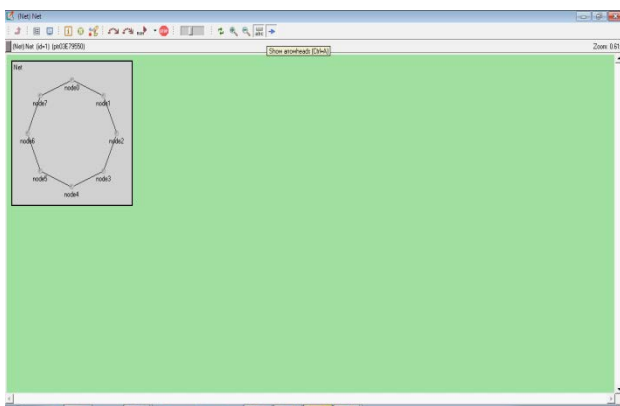 (Net) Net
(Net) Net (id=1) (ptr03E79550)
Zoom: 0.61
Show arrowheads (Ctrl+A)
Net
node0
node7
node1
node6
node2
node5
node3
node4